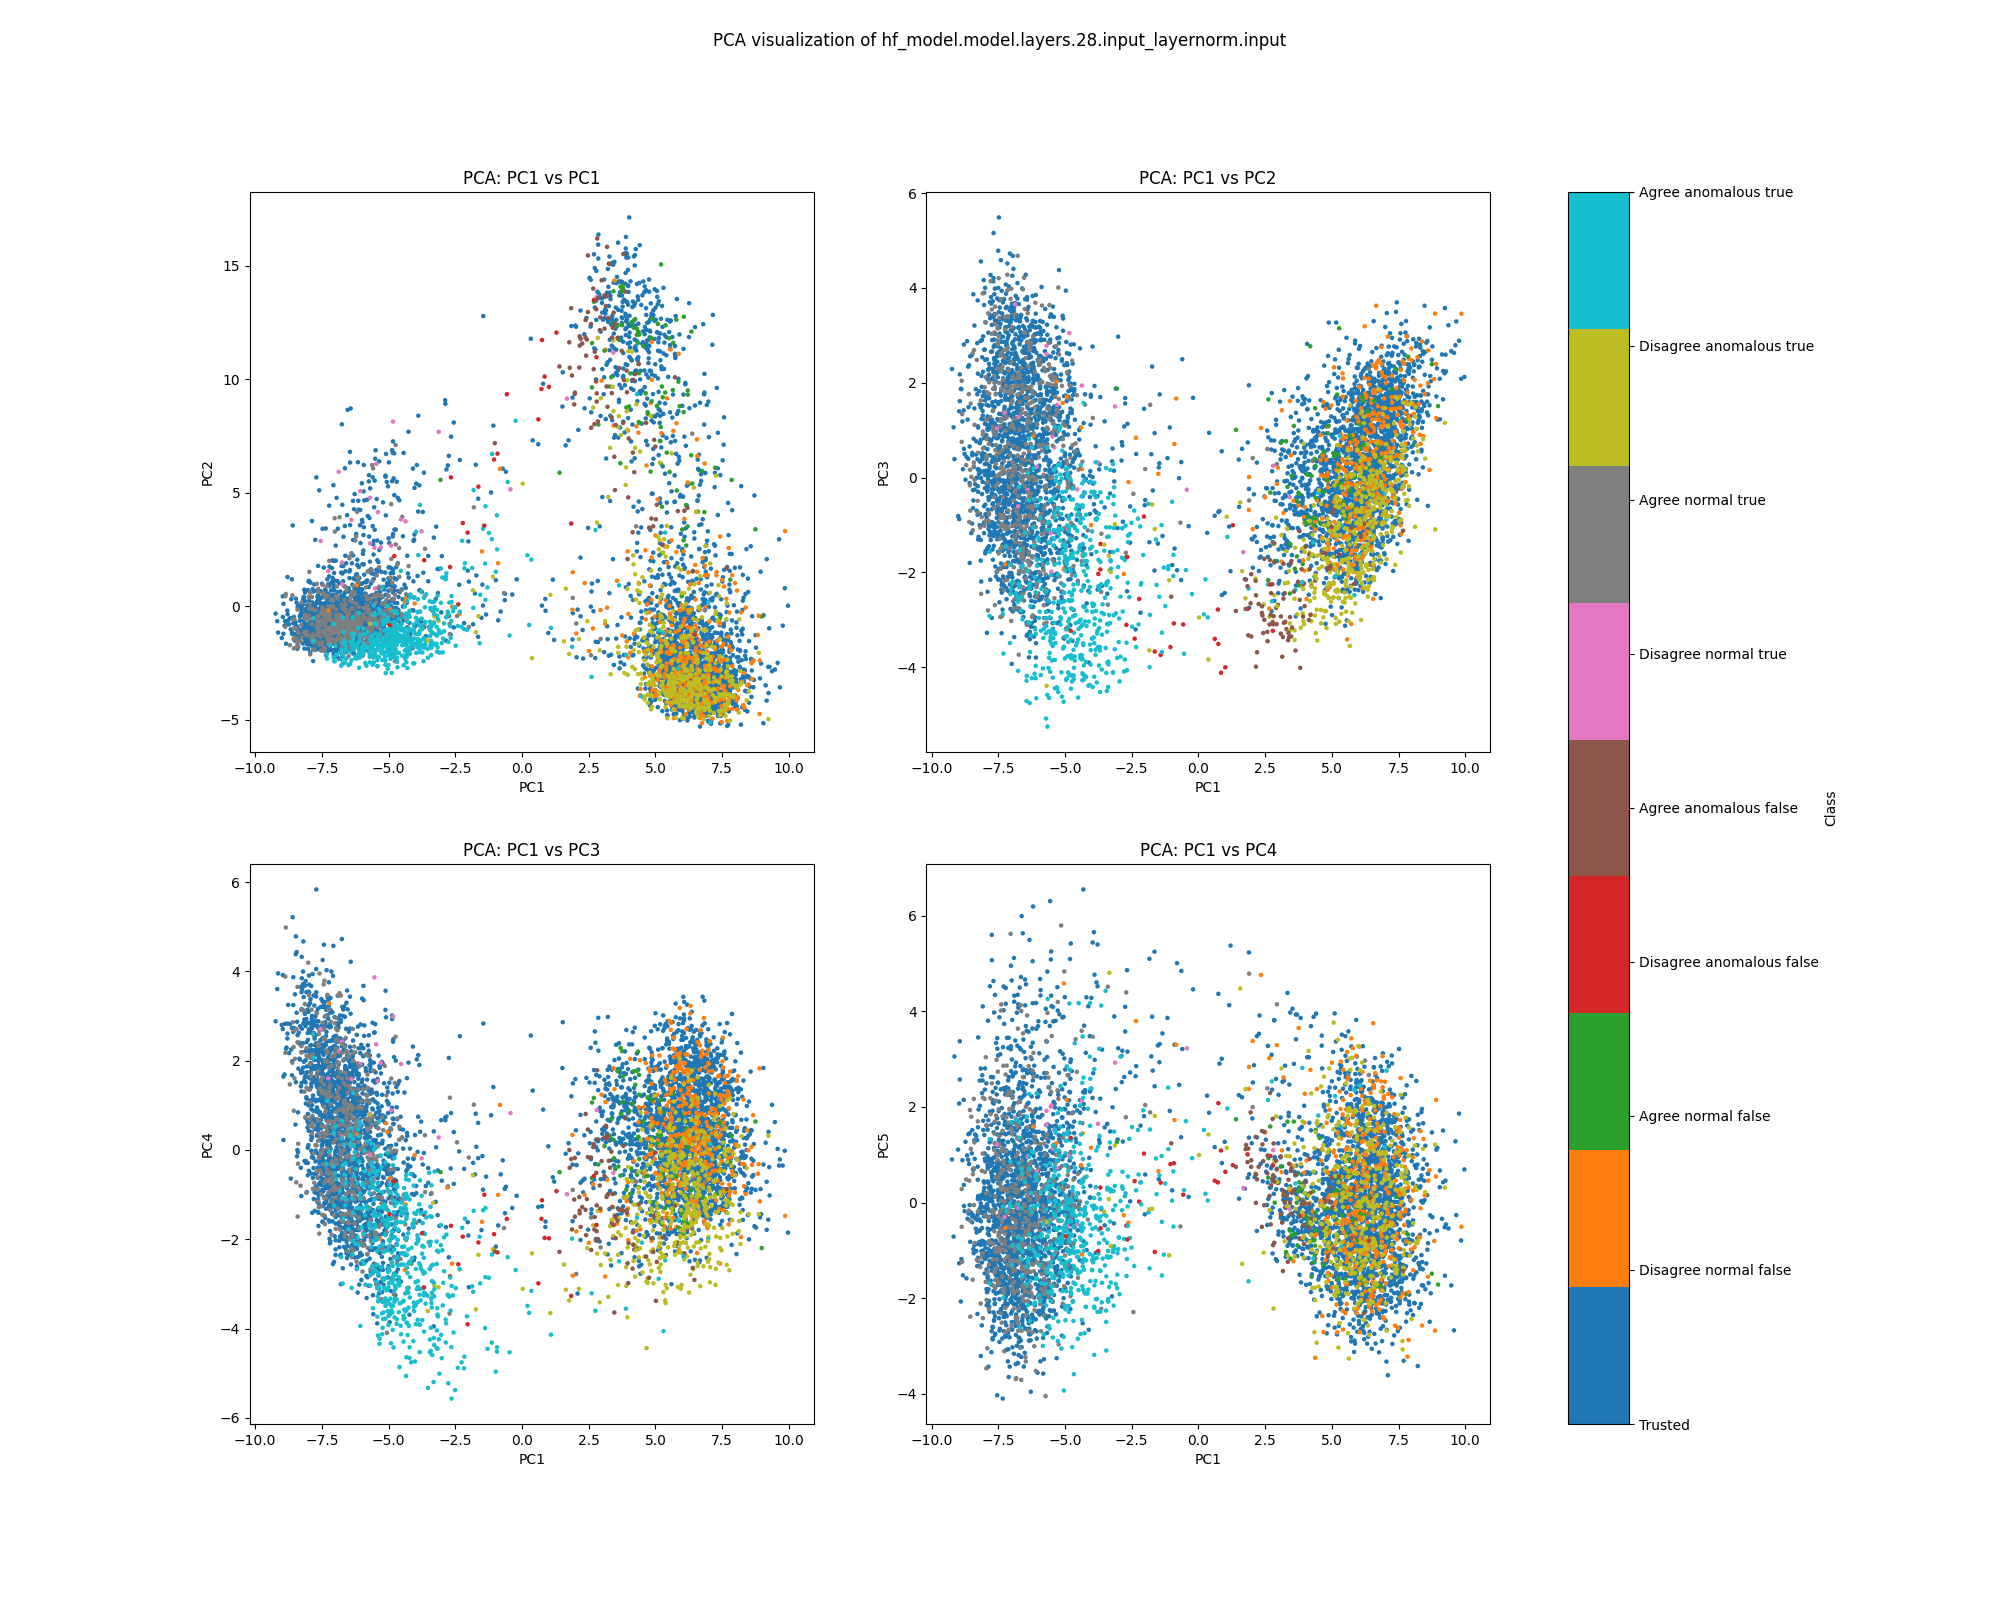 PCA visualization of hf_model.model.layers.28.input_layernorm.input
PCA: PC1 vs PC1
PC2
15
10
5
0
−5
−10.0 −7.5 −5.0 −2.5 0.0 2.5 5.0 7.5 10.0
PC1
PCA: PC1 vs PC2
PC3
6
4
2
0
−2
−4
−10.0 −7.5 −5.0 −2.5 0.0 2.5 5.0 7.5 10.0
PC1
PCA: PC1 vs PC3
PC4
6
4
2
0
−2
−4
−6
−10.0 −7.5 −5.0 −2.5 0.0 2.5 5.0 7.5 10.0
PC1
PCA: PC1 vs PC4
PC5
6
4
2
0
−2
−4
−10.0 −7.5 −5.0 −2.5 0.0 2.5 5.0 7.5 10.0
PC1
Agree anomalous true
Disagree anomalous true
Agree normal true
Disagree normal true
Agree anomalous false
Disagree anomalous false
Agree normal false
Disagree normal false
Trusted
Class